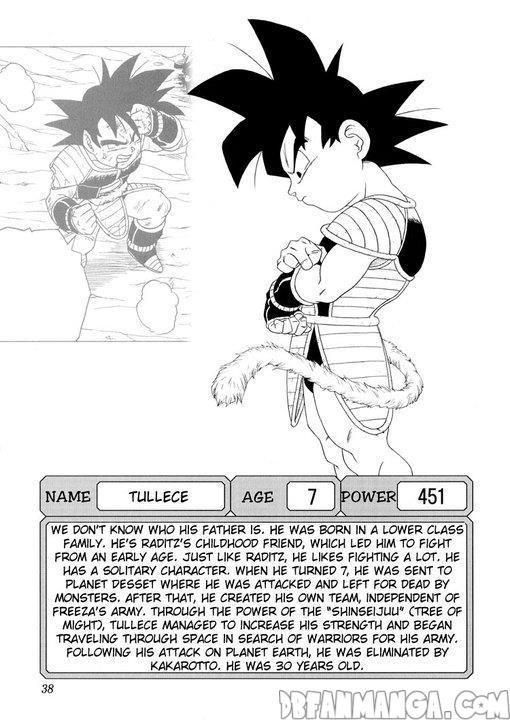 NAME TULLECE AGE 7 POWER 451
WE DON'T KNOW WHO HIS FATHER IS. HE WAS BORN IN A LOWER CLASS
FAMILY. HE'S RADITZ'S CHILDHOOD FRIEND, WHICH LED HIM TO FIGHT
FROM AN EARLY AGE. JUST LIKE RADITZ, HE LIKES FIGHTING A LOT. HE
HAS A SOLITARY CHARACTER. WHEN HE TURNED 7, HE WAS SENT TO
PLANET DESSET WHERE HE WAS ATTACKED AND LEFT FOR DEAD BY
MONSTERS. AFTER THAT, HE CREATED HIS OWN TEAM, INDEPENDENT OF
FREEZA'S ARMY. THROUGH THE POWER OF THE "SHINSEIJUU" (TREE OF
MIGHT), TULLECE MANAGED TO INCREASE HIS STRENGTH AND BEGAN
TRAVELING THROUGH SPACE IN SEARCH OF WARRIORS FOR HIS ARMY.
FOLLOWING HIS ATTACK ON PLANET EARTH, HE WAS ELIMINATED BY
KAKAROTTO. HE WAS 30 YEARS OLD.
38
DBFANMANGA.COM